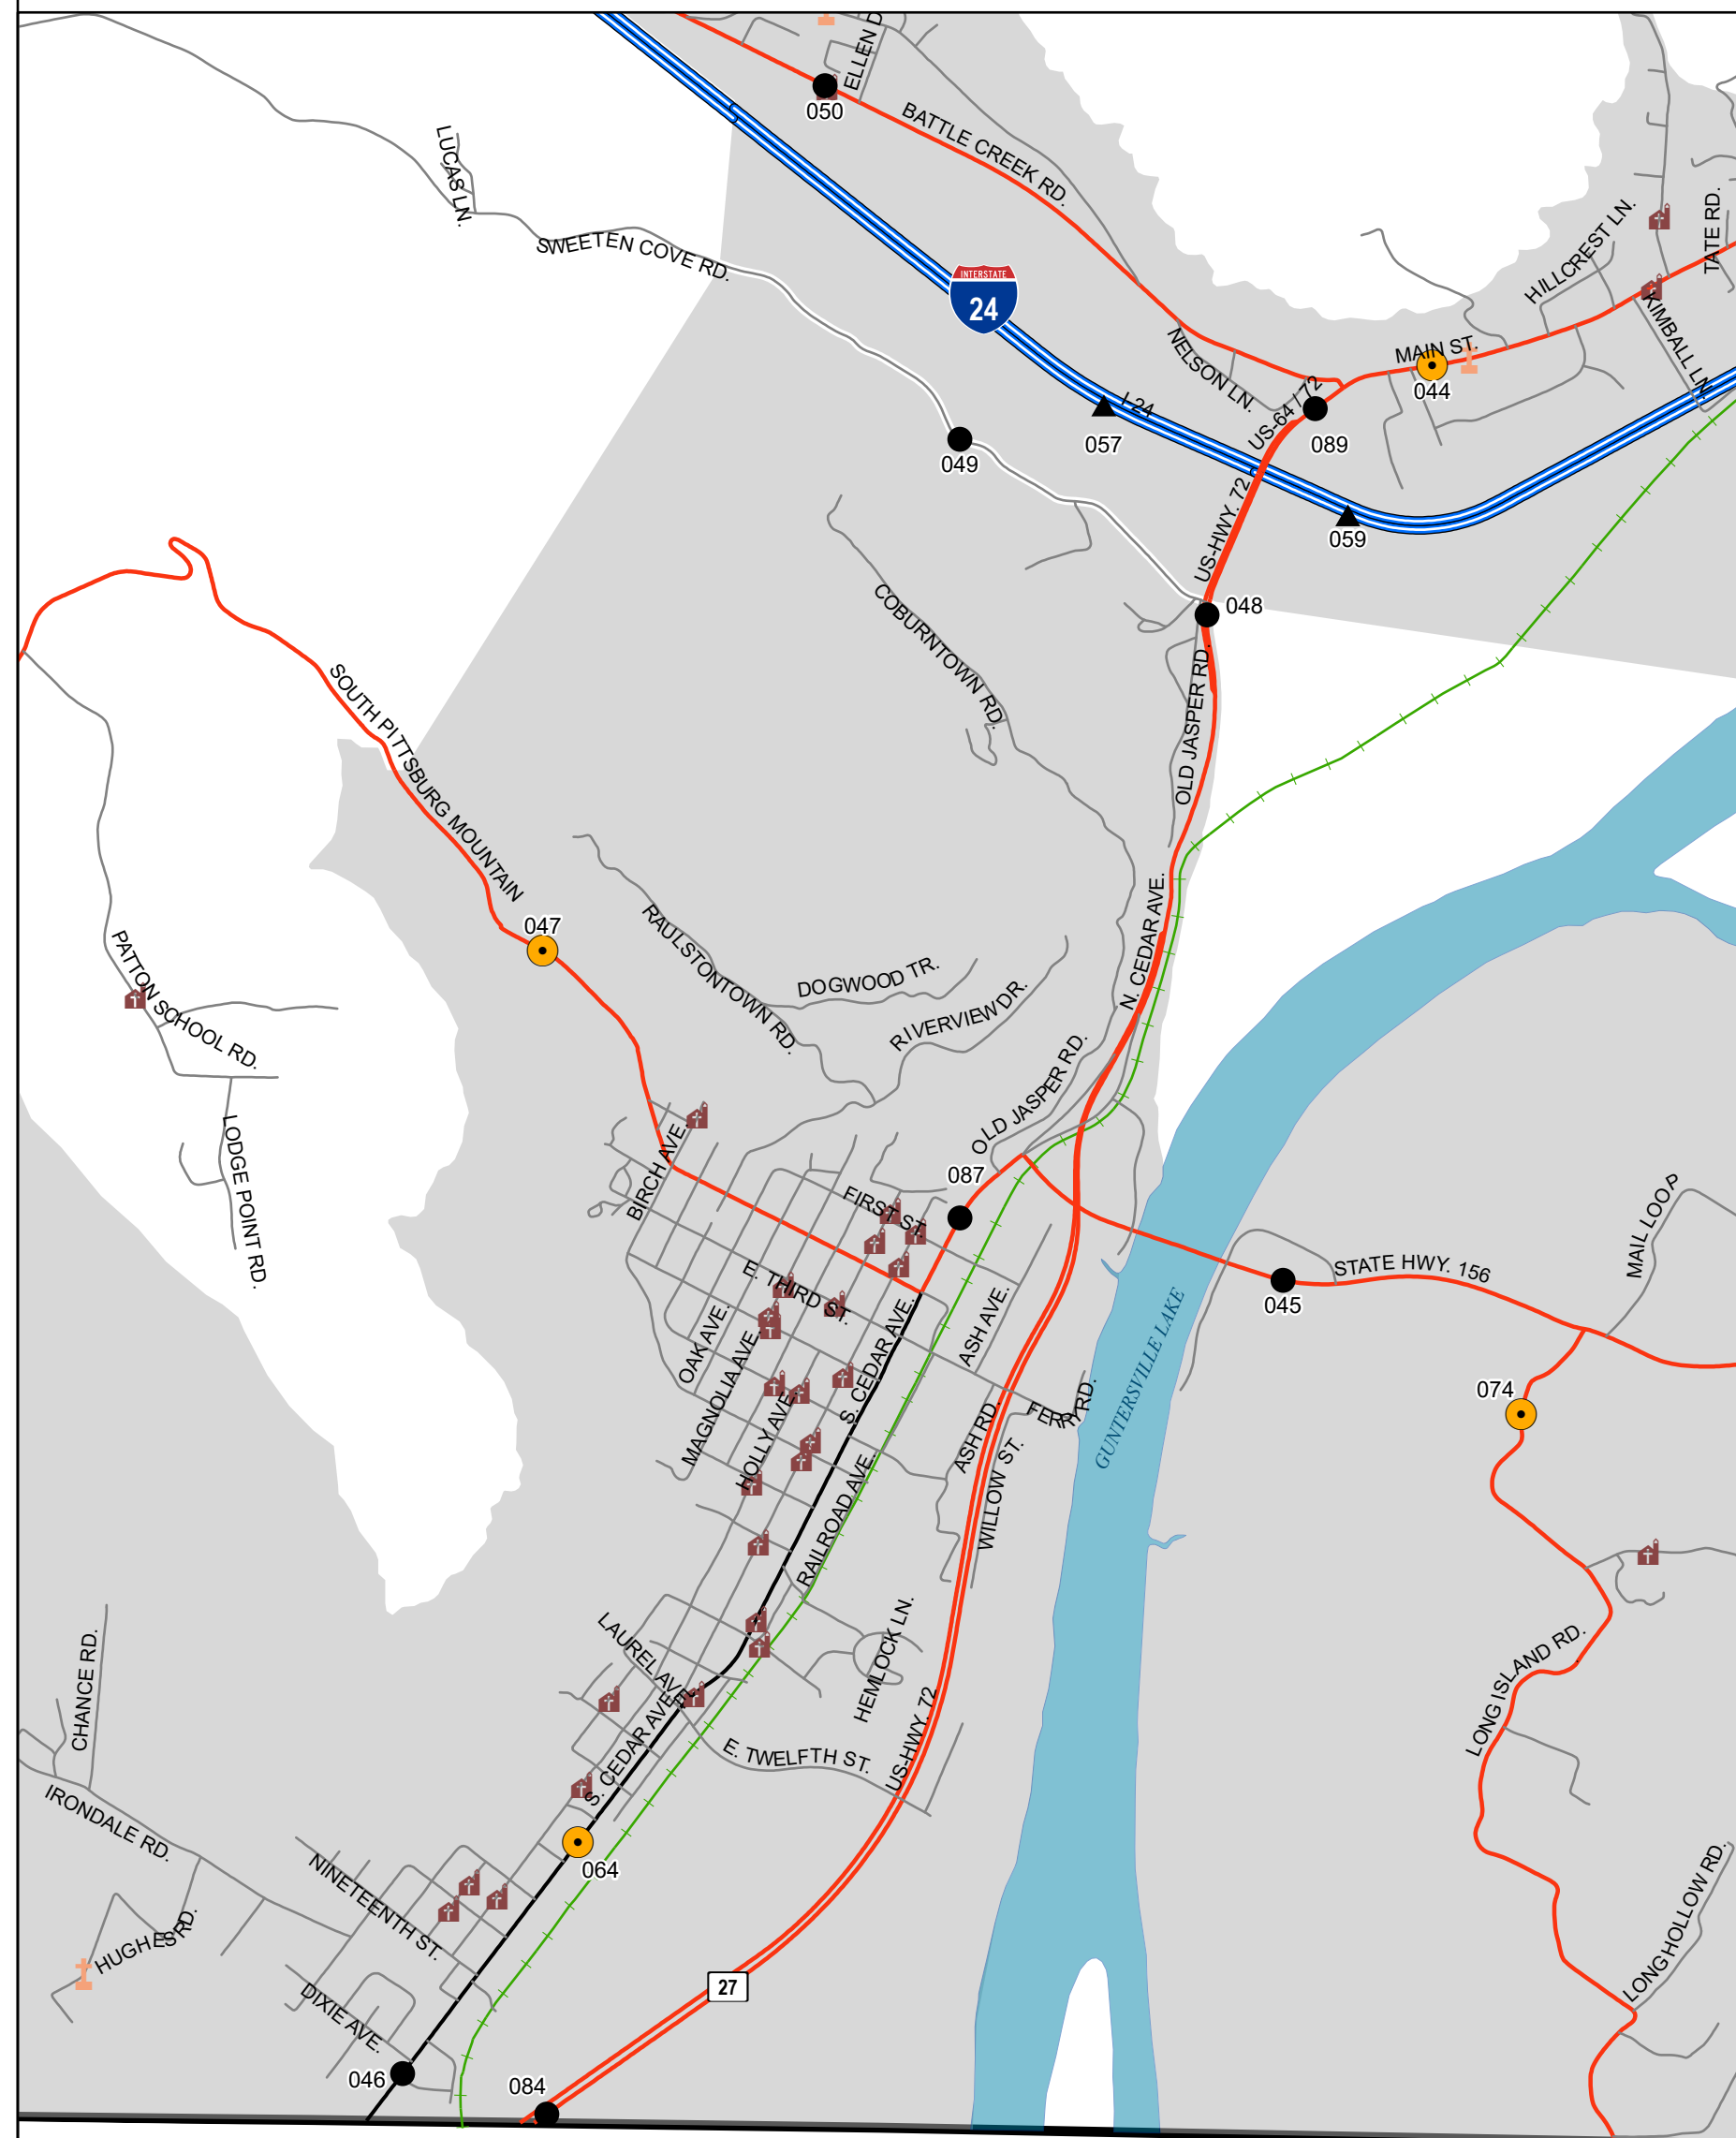 ELLEN D
050
BATTLE CREEK RD.
LUCAS LN.
SWEETEN COVE RD.
INTERSTATE
24
TATE RD.
HILLCREST LN.
KIMBALL LN.
NELSON LN.
MAIN ST.
044
US-64 / 72
I-24
057
089
049
US-HWY. 72
059
048
COBURNTOWN RD.
OLD JASPER RD.
SOUTH PITTSBURG MOUNTAIN
047
N. CEDAR AVE.
RAULSTONTOWN RD.
DOGWOOD TR.
RIVERVIEW DR.
PATTON SCHOOL RD.
OLD JASPER RD.
LODGE POINT RD.
BIRCH AVE.
087
FIRST ST.
MAIL LOOP
STATE HWY. 156
045
E. THIRD ST.
OAK AVE.
MAGNOLIA AVE.
HOLLY AVE.
S. CEDAR AVE.
ASH AVE.
FERRY RD.
GUNTERSVILLE LAKE
074
ASH RD.
WILLOW ST.
RAILROAD AVE.
HEMLOCK LN.
LAUREL AVE.
LONG ISLAND RD.
CHANCE RD.
S. CEDAR AVE.
E. TWELFTH ST.
US-HWY. 72
IRONDALE RD.
064
NINETEENTH ST.
HUGHES RD.
LONG HOLLOW RD.
27
DIXIE AVE.
046
084